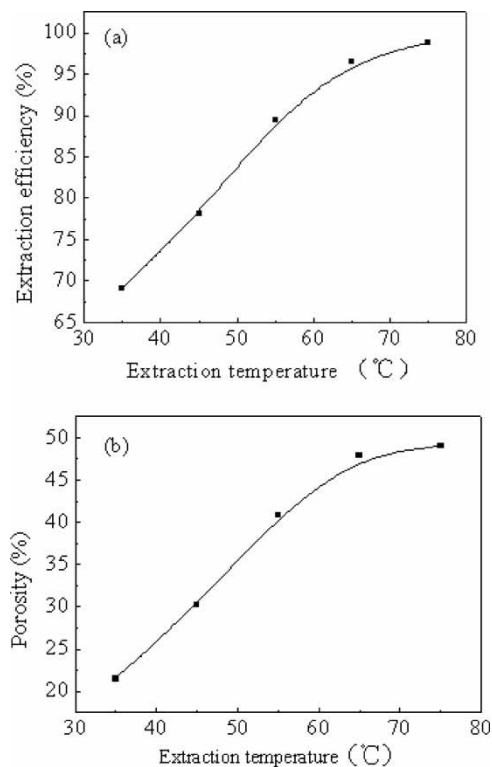 (a)
Extraction efficiency (%)
100
95
90
85
80
75
70
65
30 40 50 60 70 80
Extraction temperature (℃)
(b)
Porosity (%)
50
45
40
35
30
25
20
30 40 50 60 70 80
Extraction temperature (℃)